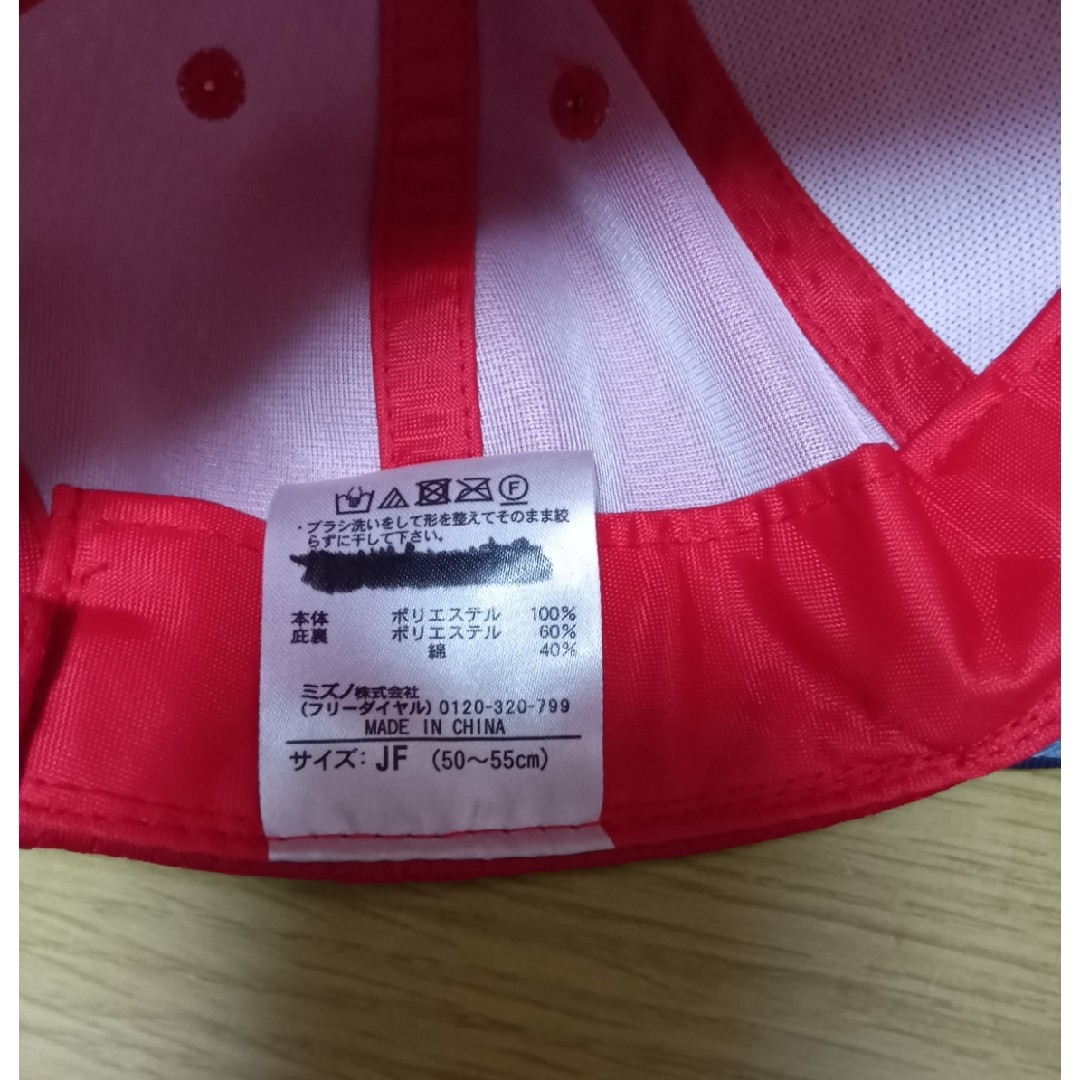 F
・ブラシ洗いをして形を整えてそのまま絞
らずに干して下さい。
本体 ポリエステル 100%
庇裏 ポリエステル 60%
綿 40%
ミズノ株式会社
(フリーダイヤル) 0120-320-799
MADE IN CHINA
サイズ: JF (50〜55cm)